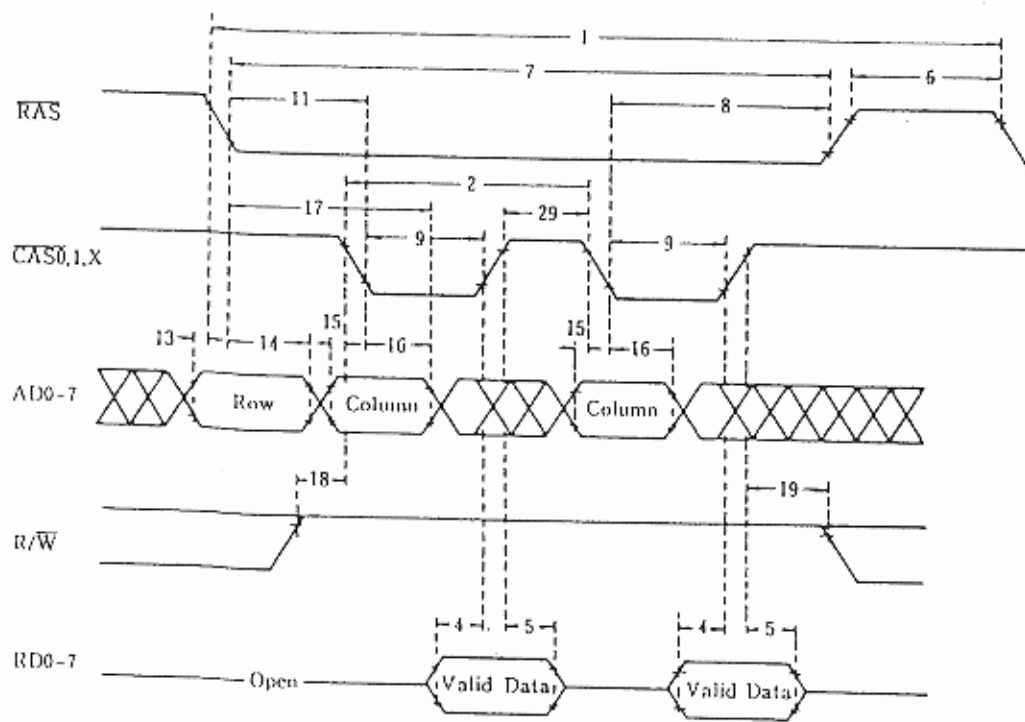 1
7
11
8
6
RAS
2
17
29
9
9
CAS0,1,X
13
14
15
16
15
16
AD0-7
Row
Column
Column
18
19
R/W
4
5
4
5
RD0-7
Open
Valid Data
Valid Data